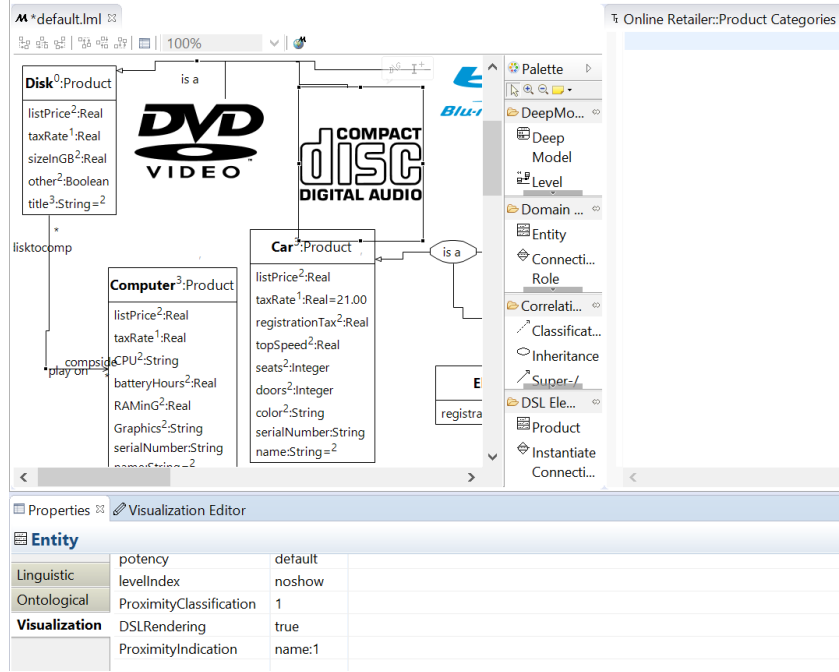 *default.lml
Online Retailer::Product Categories
100%
Disk0:Product
listPrice2:Real
taxRate1:Real
sizeInGB2:Real
other2:Boolean
title3:String=2
is a
DVD
VIDEO
COMPACT
disc
DIGITAL AUDIO
Blu-r
*
lisktocomp
compside
play on
*
Computer3:Product
listPrice2:Real
taxRate1:Real
CPU2:String
batteryHours2:Real
RAMinG2:Real
Graphics2:String
serialNumber:String
name:String=2
Car3:Product
listPrice2:Real
taxRate1:Real=21.00
registrationTax2:Real
topSpeed2:Real
seats2:Integer
doors2:Integer
color2:String
serialNumber:String
name:String=2
is a
El
registra
Palette
DeepMo...
Deep
Model
Level
Domain ...
Entity
Connecti...
Role
Correlati...
Classificat...
Inheritance
Super-/
DSL Ele...
Product
Instantiate
Connecti...
Properties
Visualization Editor
Entity
Linguistic
Ontological
Visualization
potency default
levelIndex noshow
ProximityClassification 1
DSLRendering true
ProximityIndication name:1